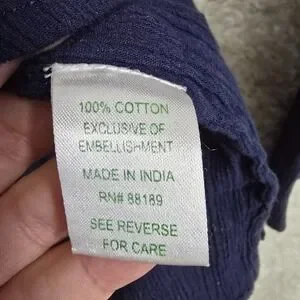 100% COTTON
EXCLUSIVE OF
EMBELLISHMENT
MADE IN INDIA
RN# 88189
SEE REVERSE
FOR CARE